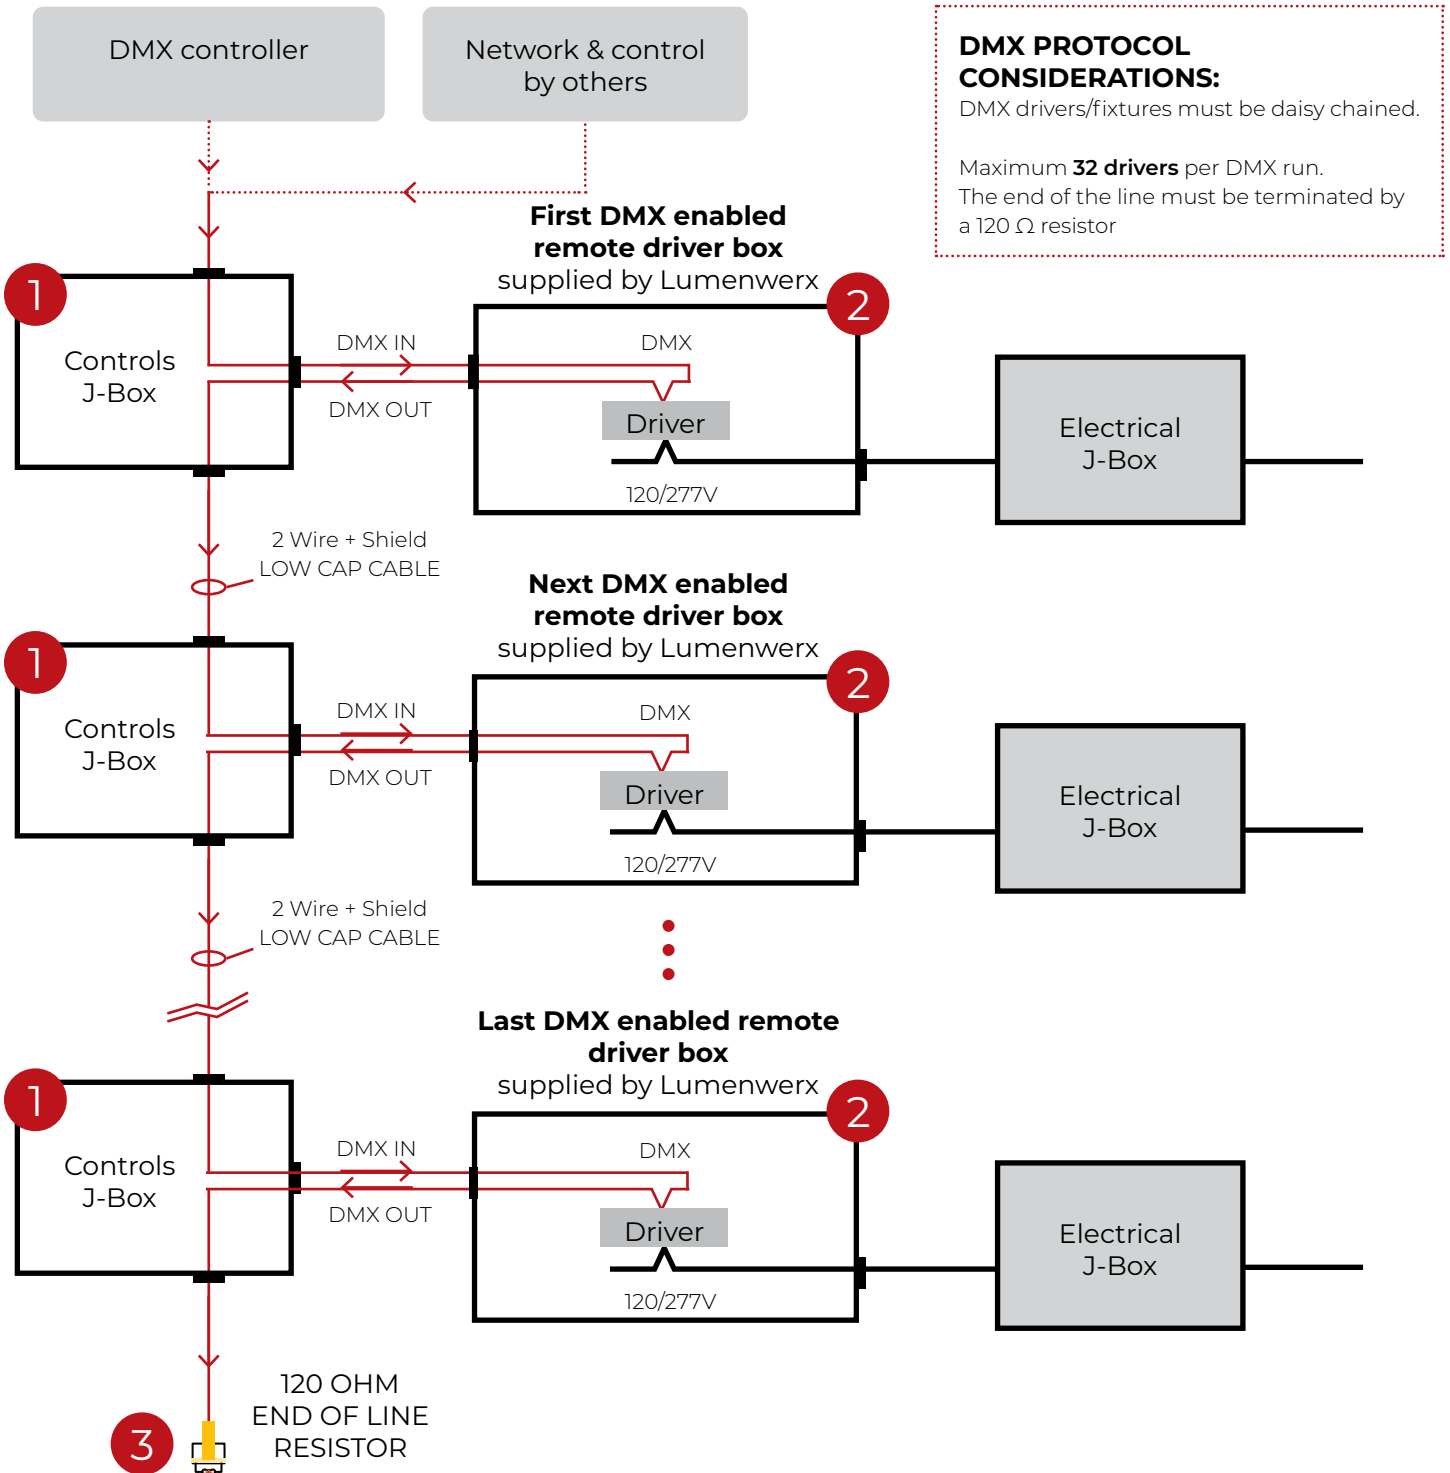 DMX controller
Network & control
by others
DMX PROTOCOL
CONSIDERATIONS:
DMX drivers/fixtures must be daisy chained.
Maximum 32 drivers per DMX run.
The end of the line must be terminated by
a 120 Ω resistor
First DMX enabled
remote driver box
supplied by Lumenwerx
1
Controls
J-Box
DMX IN
DMX OUT
2
DMX
Driver
120/277V
Electrical
J-Box
2 Wire + Shield
LOW CAP CABLE
Next DMX enabled
remote driver box
supplied by Lumenwerx
1
Controls
J-Box
DMX IN
DMX OUT
2
DMX
Driver
120/277V
Electrical
J-Box
2 Wire + Shield
LOW CAP CABLE
Last DMX enabled remote
driver box
supplied by Lumenwerx
1
Controls
J-Box
DMX IN
DMX OUT
2
DMX
Driver
120/277V
Electrical
J-Box
3
120 OHM
END OF LINE
RESISTOR